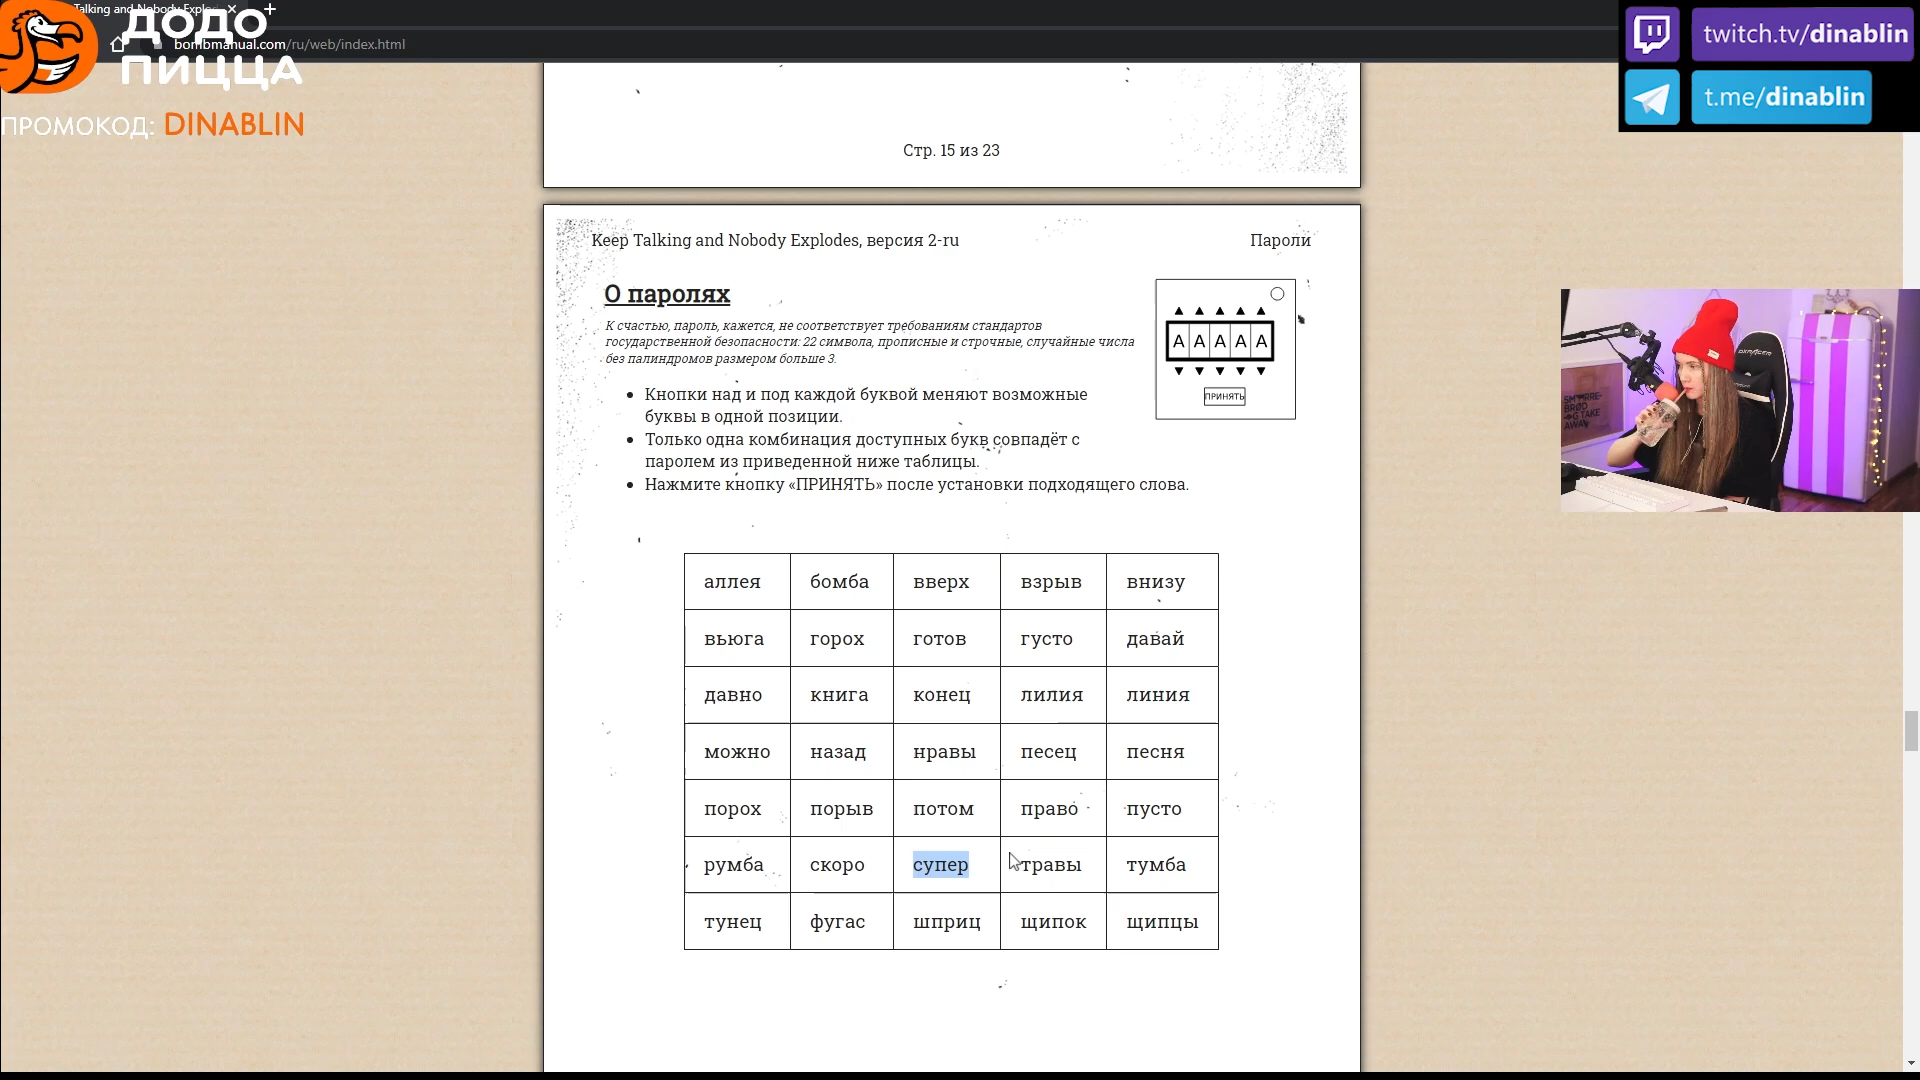 Talking and Nobody Explo
ДОДО
ПИЦЦА
bombmanual.com/ru/web/index.html
ПРОМОКОД: DINABLIN
twitch.tv/dinablin
t.me/dinablin
Стр. 15 из 23
Keep Talking and Nobody Explodes, версия 2-ru
Пароли
О паролях
К счастью, пароль, кажется, не соответствует требованиям стандартов
государственной безопасности: 22 символа, прописные и строчные, случайные числа
без палиндромов размером больше 3.
A A A A A
ПРИНЯТЬ
• Кнопки над и под каждой буквой меняют возможные
буквы в одной позиции.
• Только одна комбинация доступных букв совпадёт с
паролем из приведенной ниже таблицы.
• Нажмите кнопку «ПРИНЯТЬ» после установки подходящего слова.
аллея бомба вверх взрыв внизу
вьюга горох готов густо давай
давно книга конец лилия линия
можно назад нравы песец песня
порох порыв потом право пусто
румба скоро супер травы тумба
тунец фугас шприц щипок щипцы